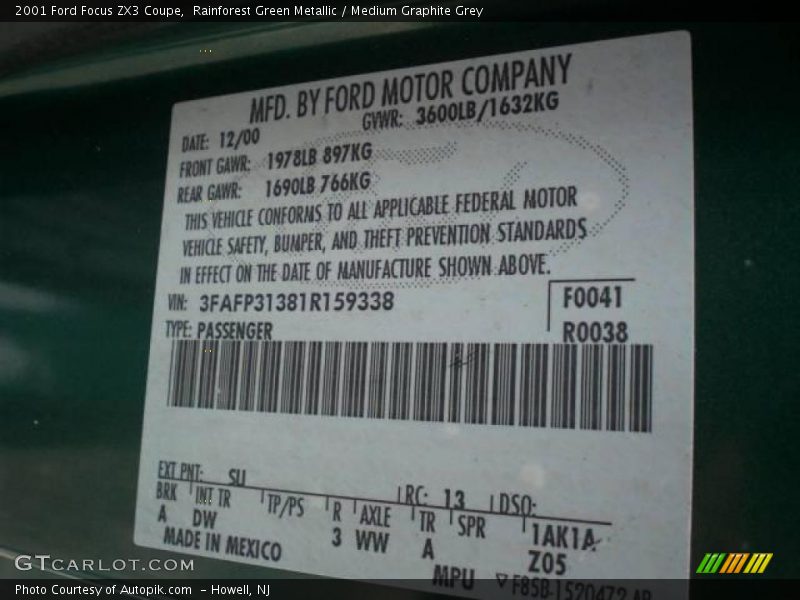 2001 Ford Focus ZX3 Coupe,  Rainforest Green Metallic / Medium Graphite Grey
MFD. BY FORD MOTOR COMPANY
DATE: 12/00
GVWR: 3600LB/1632KG
FRONT GAWR: 1978LB 897KG
REAR GAWR: 1690LB 766KG
THIS VEHICLE CONFORMS TO ALL APPLICABLE FEDERAL MOTOR
VEHICLE SAFETY, BUMPER, AND THEFT PREVENTION STANDARDS
IN EFFECT ON THE DATE OF MANUFACTURE SHOWN ABOVE.
VIN: 3FAFP31381R159338
F0041
TYPE: PASSENGER
R0038
EXT PNT: SU
RC: 13 DSO:
BRK INT TR TP/PS R AXLE TR SPR
A DW 3 WW A
1AK1A
Z05
MADE IN MEXICO
MPU
GTCARLOT.COM
Photo Courtesy of Autopik.com  – Howell, NJ